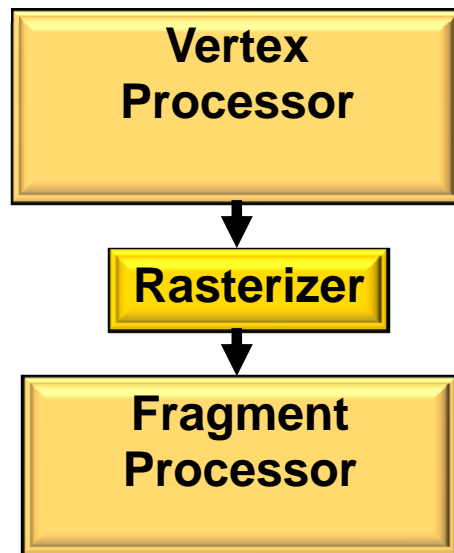 Vertex
Processor
Rasterizer
Fragment
Processor